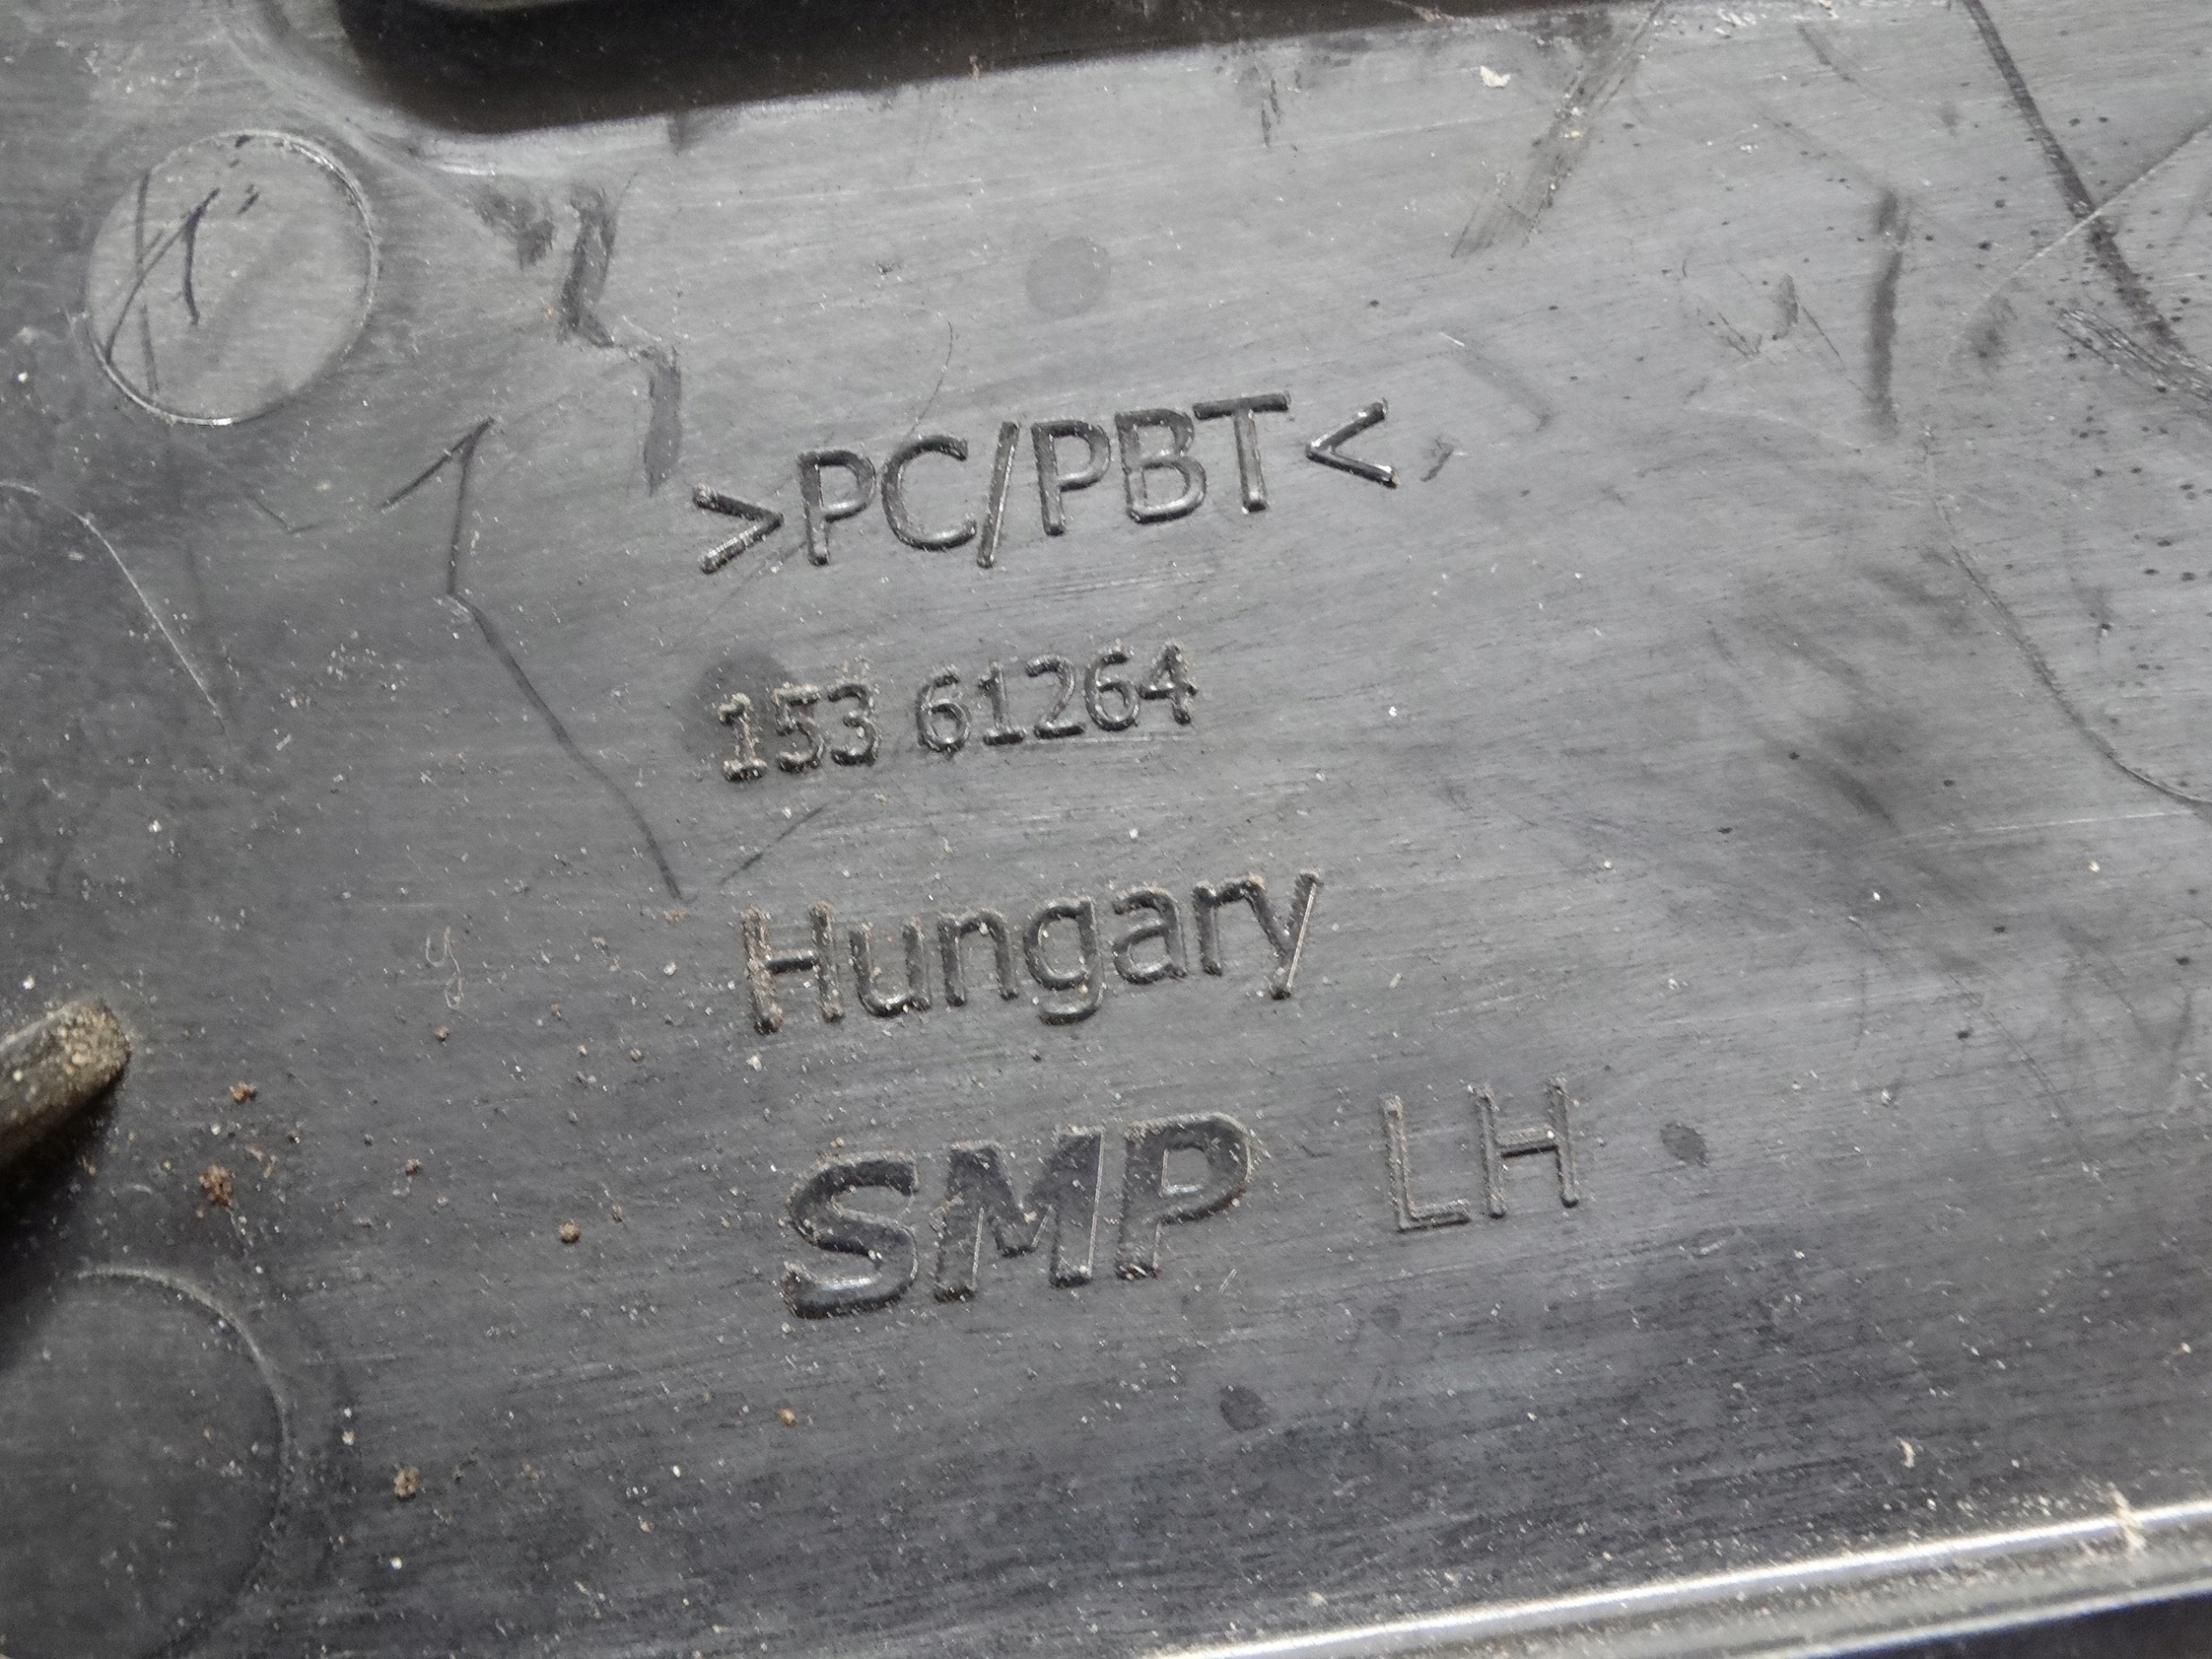 >PC/PBT<
153 61264
Hungary
SMP LH